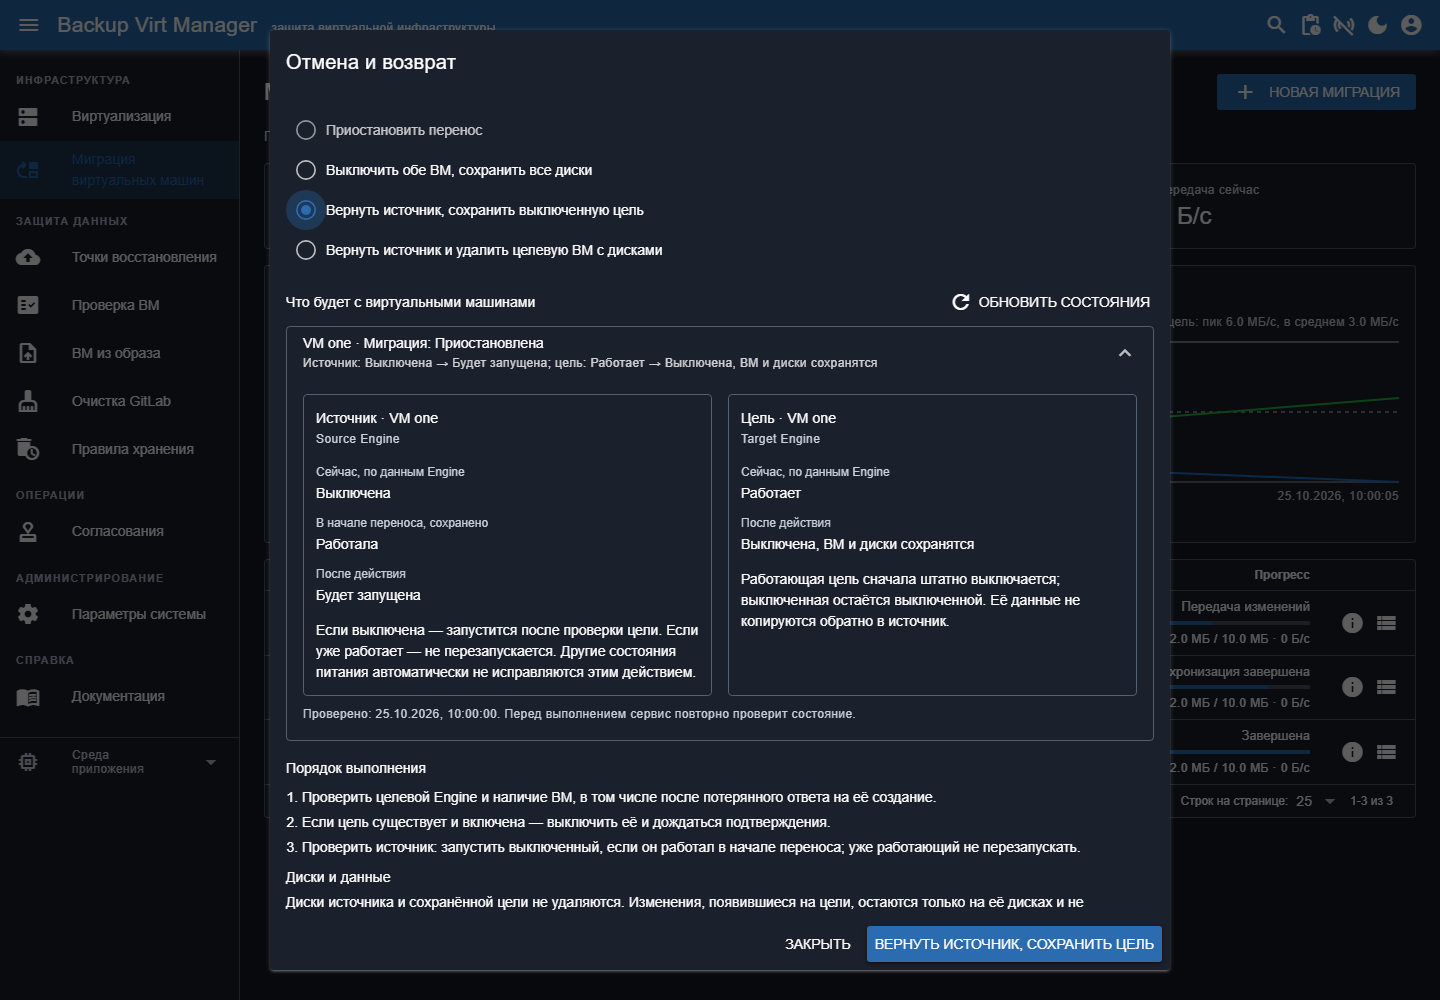 Backup Virt Manager
защита виртуальной инфраструктуры
ИНФРАСТРУКТУРА
Виртуализация
Миграция
виртуальных машин
ЗАЩИТА ДАННЫХ
Точки восстановления
Проверка ВМ
ВМ из образа
Очистка GitLab
Правила хранения
ОПЕРАЦИИ
Согласования
АДМИНИСТРИРОВАНИЕ
Параметры системы
СПРАВКА
Документация
Среда
приложения
НОВАЯ МИГРАЦИЯ
Отмена и возврат
Приостановить перенос
Выключить обе ВМ, сохранить все диски
Вернуть источник, сохранить выключенную цель
Вернуть источник и удалить целевую ВМ с дисками
Что будет с виртуальными машинами
ОБНОВИТЬ СОСТОЯНИЯ
VM one · Миграция: Приостановлена
Источник: Выключена → Будет запущена; цель: Работает → Выключена, ВМ и диски сохранятся
Источник · VM one
Source Engine
Сейчас, по данным Engine
Выключена
В начале переноса, сохранено
Работала
После действия
Будет запущена
Если выключена — запустится после проверки цели. Если
уже работает — не перезапускается. Другие состояния
питания автоматически не исправляются этим действием.
Цель · VM one
Target Engine
Сейчас, по данным Engine
Работает
После действия
Выключена, ВМ и диски сохранятся
Работающая цель сначала штатно выключается;
выключенная остаётся выключенной. Её данные не
копируются обратно в источник.
Проверено: 25.10.2026, 10:00:00. Перед выполнением сервис повторно проверит состояние.
Порядок выполнения
1. Проверить целевой Engine и наличие ВМ, в том числе после потерянного ответа на её создание.
2. Если цель существует и включена — выключить её и дождаться подтверждения.
3. Проверить источник: запустить выключенный, если он работал в начале переноса; уже работающий не перезапускать.
Диски и данные
Диски источника и сохранённой цели не удаляются. Изменения, появившиеся на цели, остаются только на её дисках и не
ЗАКРЫТЬ
ВЕРНУТЬ ИСТОЧНИК, СОХРАНИТЬ ЦЕЛЬ
сейчас
Б/с
пик 6.0 МБ/с, в среднем 3.0 МБ/с
25.10.2026, 10:00:05
Прогресс
Передача изменений
2.0 МБ / 10.0 МБ · 0 Б/с
завершена
2.0 МБ / 10.0 МБ · 0 Б/с
Завершена
2.0 МБ / 10.0 МБ · 0 Б/с
Строк на странице: 25
1-3 из 3